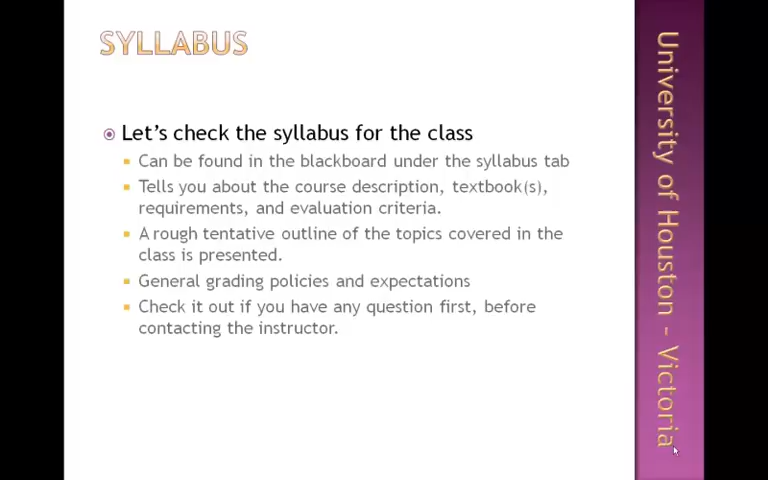 SYLLABUS
Let's check the syllabus for the class
Can be found in the blackboard under the syllabus tab
Tells you about the course description, textbook(s),
requirements, and evaluation criteria.
A rough tentative outline of the topics covered in the
class is presented.
General grading policies and expectations
Check it out if you have any question first, before
contacting the instructor.
University of Houston - Victoria